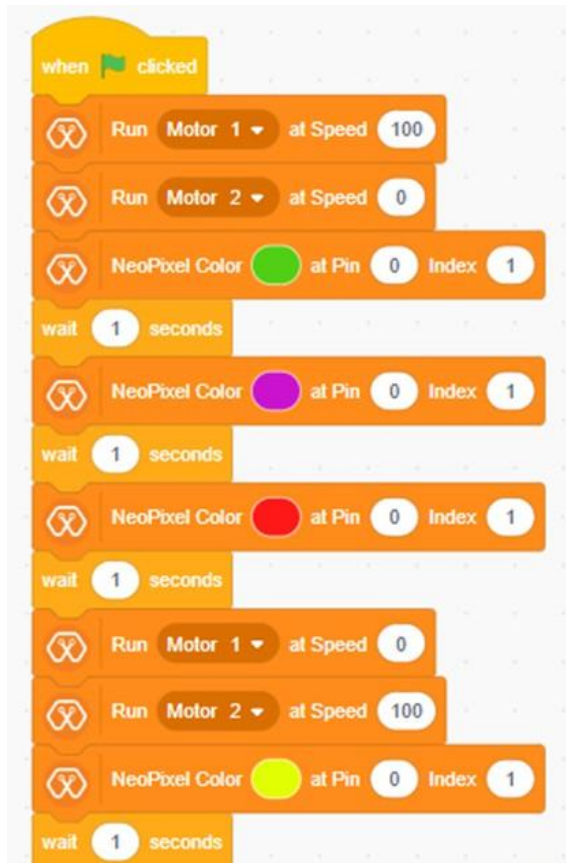 when clicked
Run Motor 1 at Speed 100
Run Motor 2 at Speed 0
NeoPixel Color at Pin 0 Index 1
wait 1 seconds
NeoPixel Color at Pin 0 Index 1
wait 1 seconds
NeoPixel Color at Pin 0 Index 1
wait 1 seconds
Run Motor 1 at Speed 0
Run Motor 2 at Speed 100
NeoPixel Color at Pin 0 Index 1
wait 1 seconds